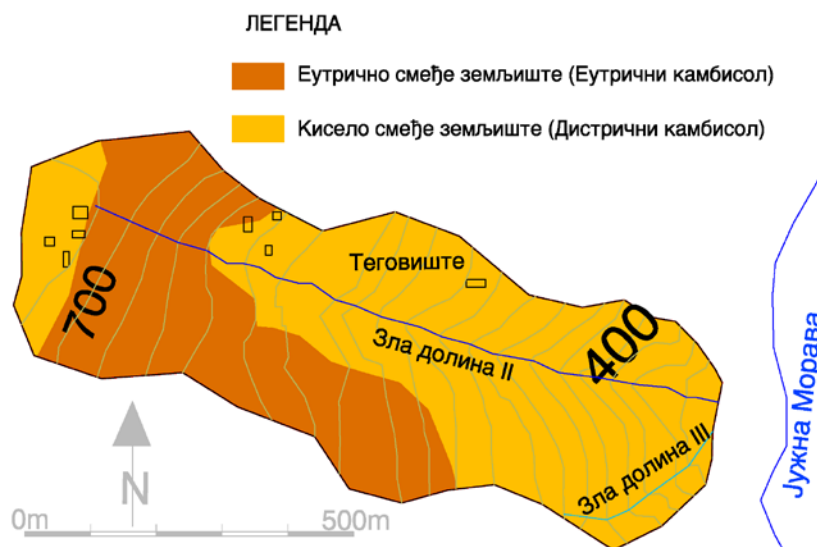 ЛЕГЕНДА
Еутрично смеђе земљиште (Еутрични камбисол)
Кисело смеђе земљиште (Дистрични камбисол)
700
Теговиште
400
Зла долина II
Јужна Морава
Зла долина III
N
0m 500m